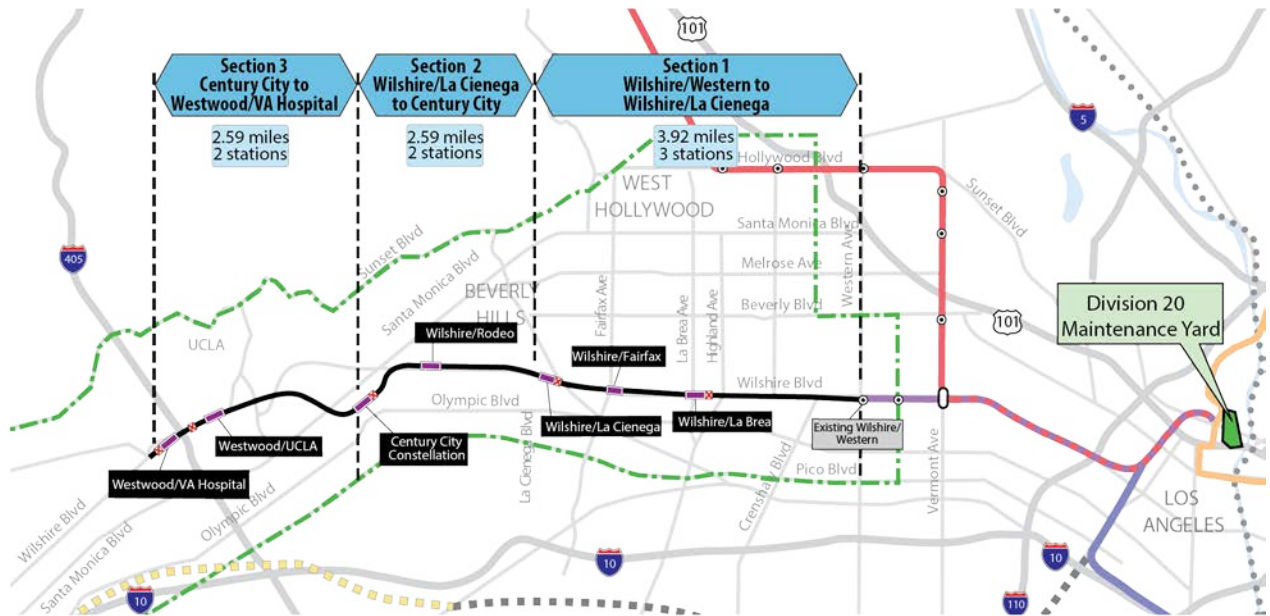 Section 3
Century City to
Westwood/VA Hospital
2.59 miles
2 stations
Section 2
Wilshire/La Cienega
to Century City
2.59 miles
2 stations
Section 1
Wilshire/Western to
Wilshire/La Cienega
3.92 miles
3 stations
101
5
Hollywood Blvd
WEST
HOLLYWOOD
Sunset Blvd
Santa Monica Blvd
Western Ave
Melrose Ave
Sunset Blvd
405
Santa Monica Blvd
BEVERLY
HILLS
Fairfax Ave
La Brea Ave
Highland Ave
Beverly Blvd
101
Division 20
Maintenance Yard
UCLA
Wilshire/Rodeo
Wilshire/Fairfax
Wilshire Blvd
Olympic Blvd
Westwood/UCLA
Century City
Constellation
La Cienega Blvd
Wilshire/La Cienega
Wilshire/La Brea
Existing Wilshire/
Western
Vermont Ave
Westwood/VA Hospital
Crenshaw Blvd
Pico Blvd
LOS
ANGELES
Wilshire Blvd
Santa Monica Blvd
Olympic Blvd
10
10
10
110